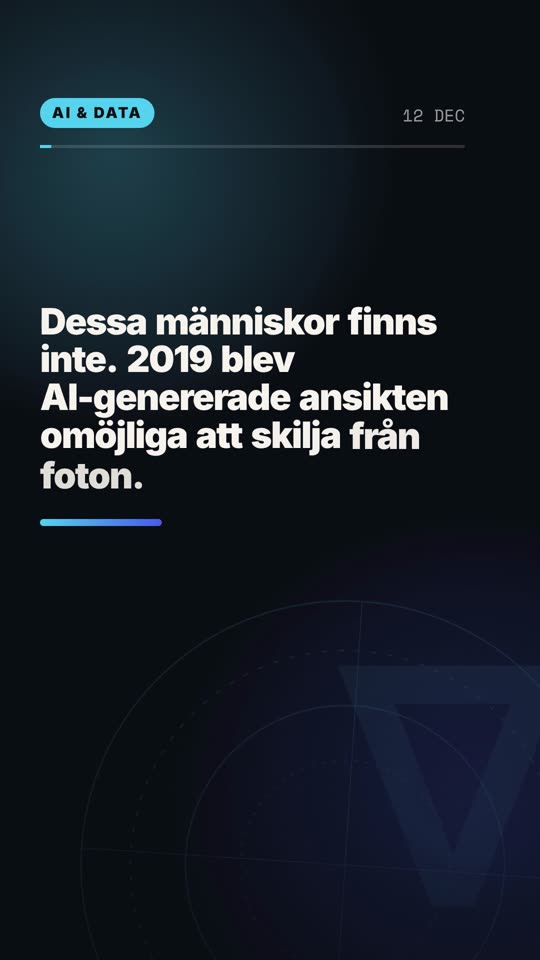 AI & DATA
12 DEC
Dessa människor finns
inte. 2019 blev
AI-genererade ansikten
omöjliga att skilja från
foton.